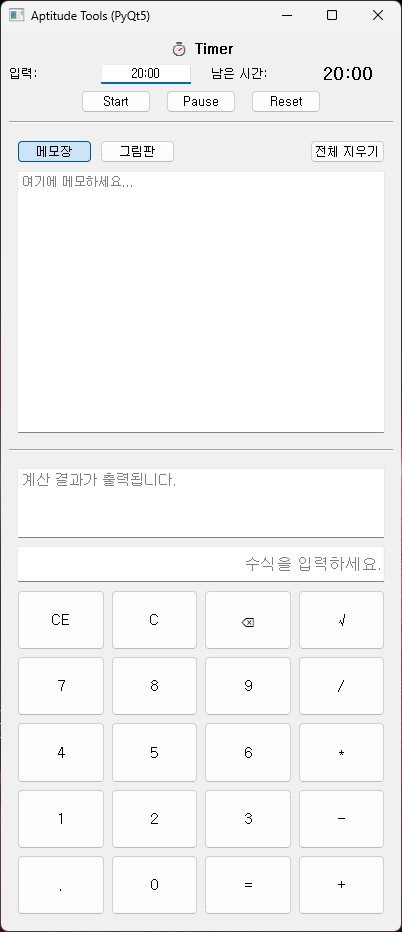 Aptitude Tools (PyQt5)
Timer
입력: 20:00 남은 시간: 20:00
Start Pause Reset
메모장 그림판 전체 지우기
여기에 메모하세요...
계산 결과가 출력됩니다.
수식을 입력하세요.
CE C ⌫ √
7 8 9 /
4 5 6 *
1 2 3 -
. 0 = +